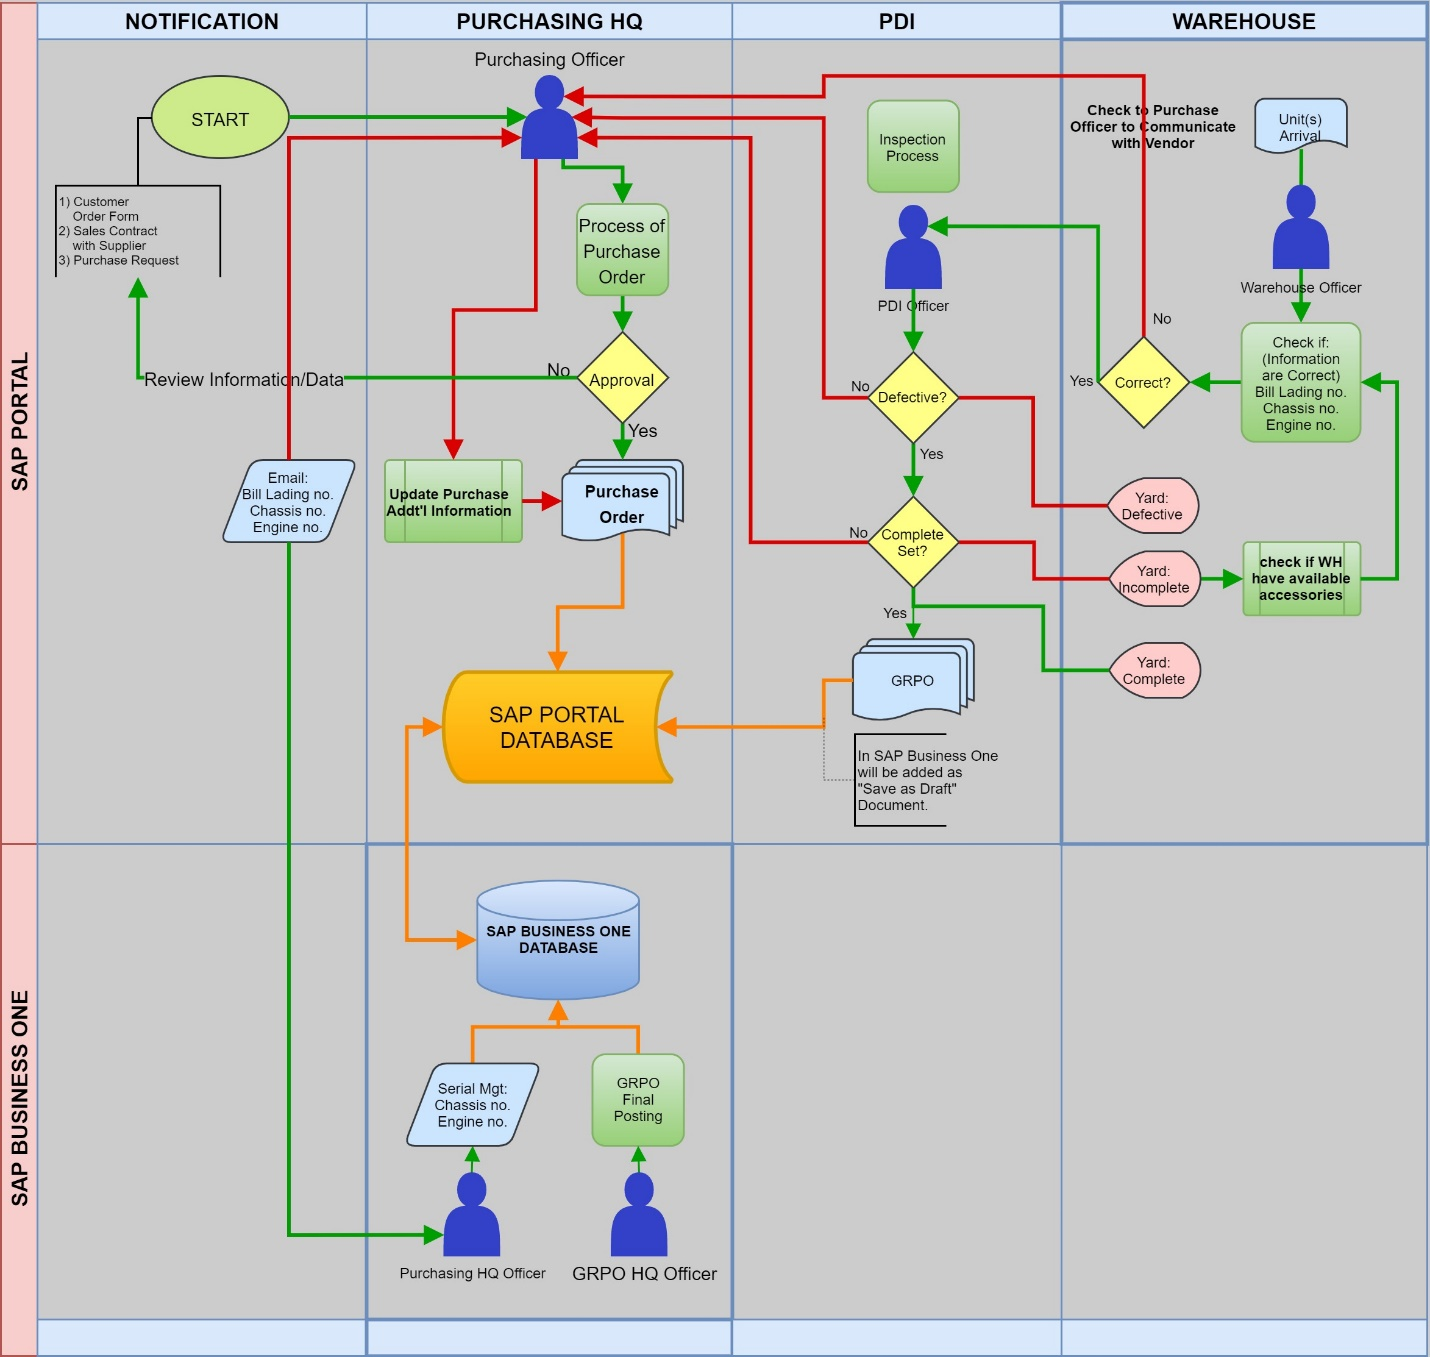 NOTIFICATION
PURCHASING HQ
PDI
WAREHOUSE
SAP PORTAL
Purchasing Officer
START
1) Customer
Order Form
2) Sales Contract
with Supplier
3) Purchase Request
Process of
Purchase
Order
Approval
No
Yes
Review Information/Data
Email:
Bill Lading no.
Chassis no.
Engine no.
Update Purchase
Addt'l Information
Purchase
Order
SAP PORTAL
DATABASE
Inspection
Process
PDI Officer
Defective?
No
Yes
Complete
Set?
No
Yes
GRPO
In SAP Business One
will be added as
"Save as Draft"
Document.
Check to Purchase
Officer to Communicate
with Vendor
Unit(s)
Arrival
Warehouse Officer
Check if:
(Information
are Correct)
Bill Lading no.
Chassis no.
Engine no.
Correct?
No
Yes
Yard:
Defective
Yard:
Incomplete
check if WH
have available
accessories
Yard:
Complete
SAP BUSINESS ONE
SAP BUSINESS ONE
DATABASE
Serial Mgt:
Chassis no.
Engine no.
GRPO
Final
Posting
Purchasing HQ Officer
GRPO HQ Officer